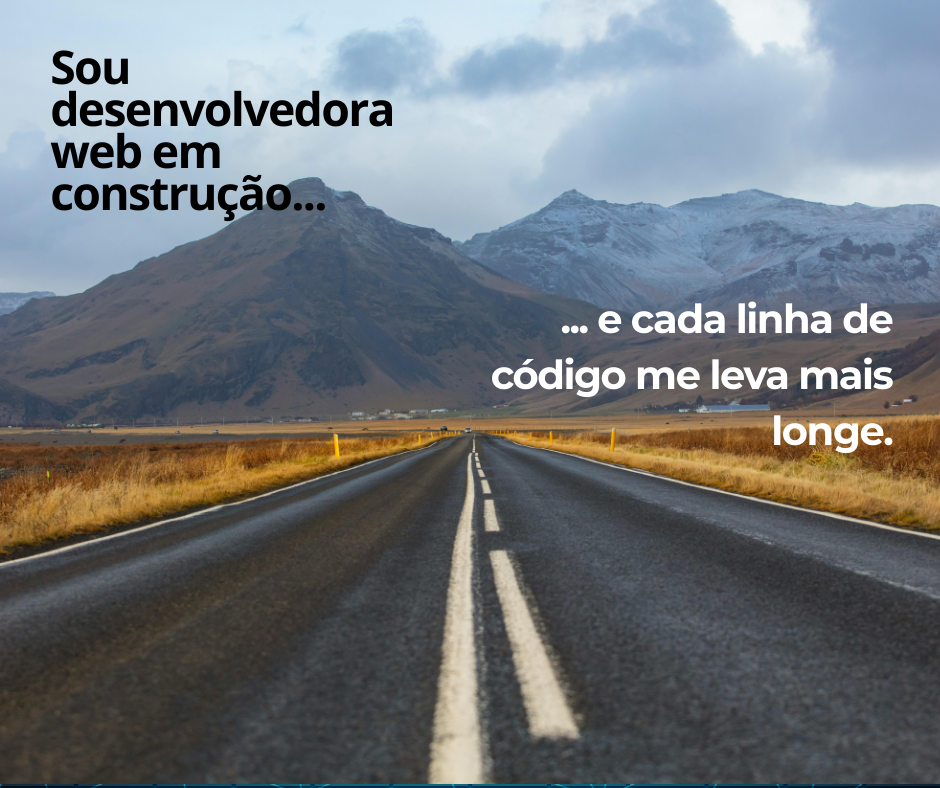 Sou
desenvolvedora
web em
construção...
... e cada linha de
código me leva mais
longe.